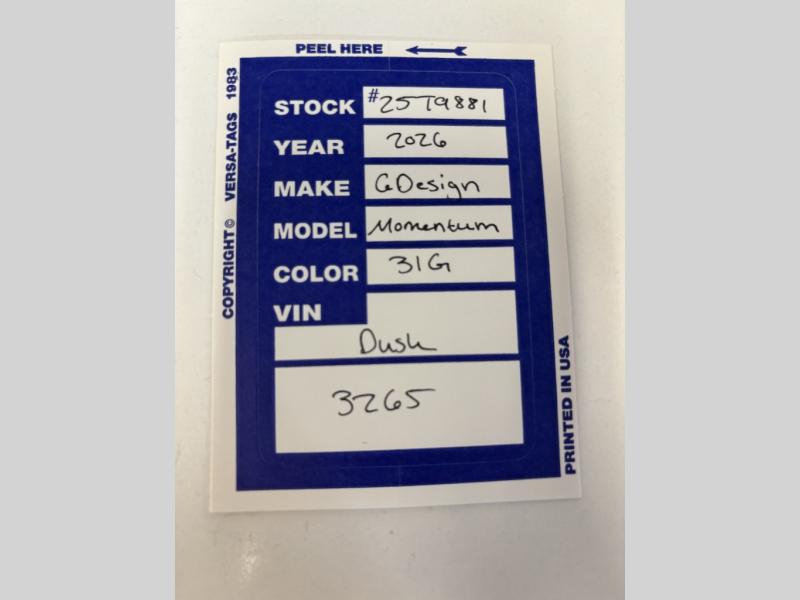 PEEL HERE
COPYRIGHT © VERSA-TAGS 1983
STOCK #25T9881
YEAR 2026
MAKE GDesign
MODEL Momentum
COLOR 31G
VIN
Dusk
3265
PRINTED IN USA